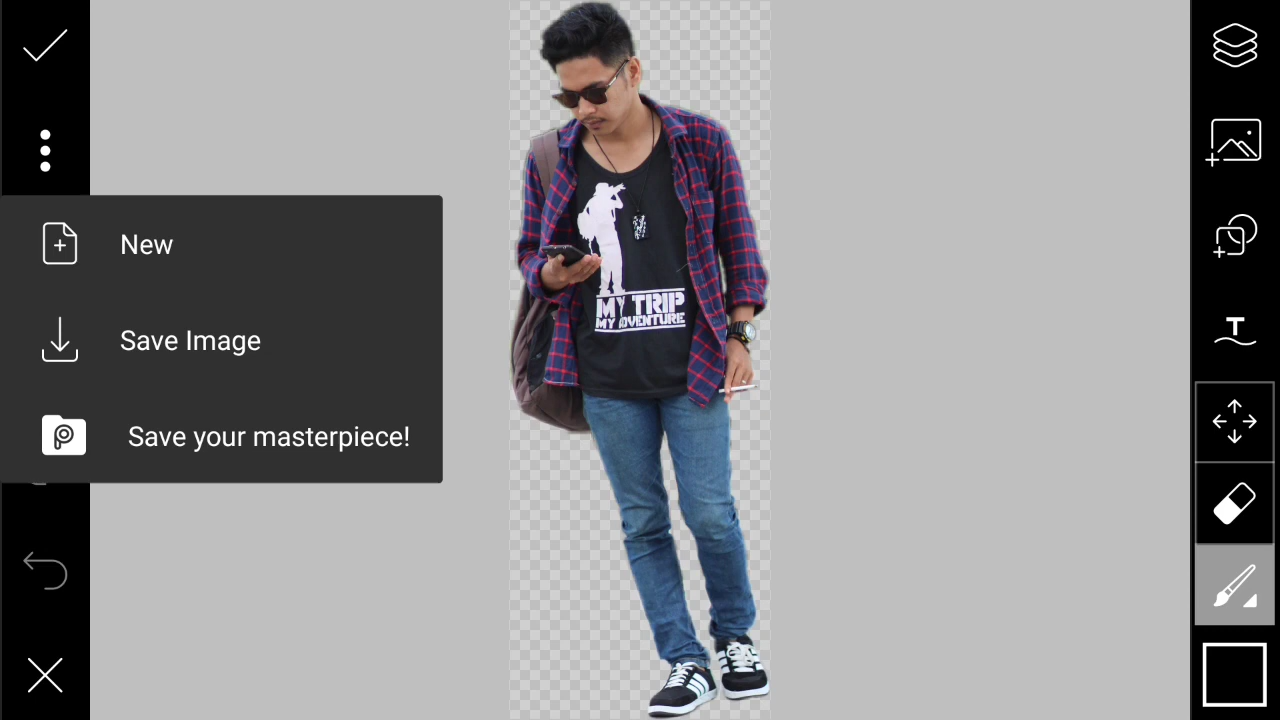 New
Save Image
Save your masterpiece!
MY TRIP
MY ADVENTURE
T